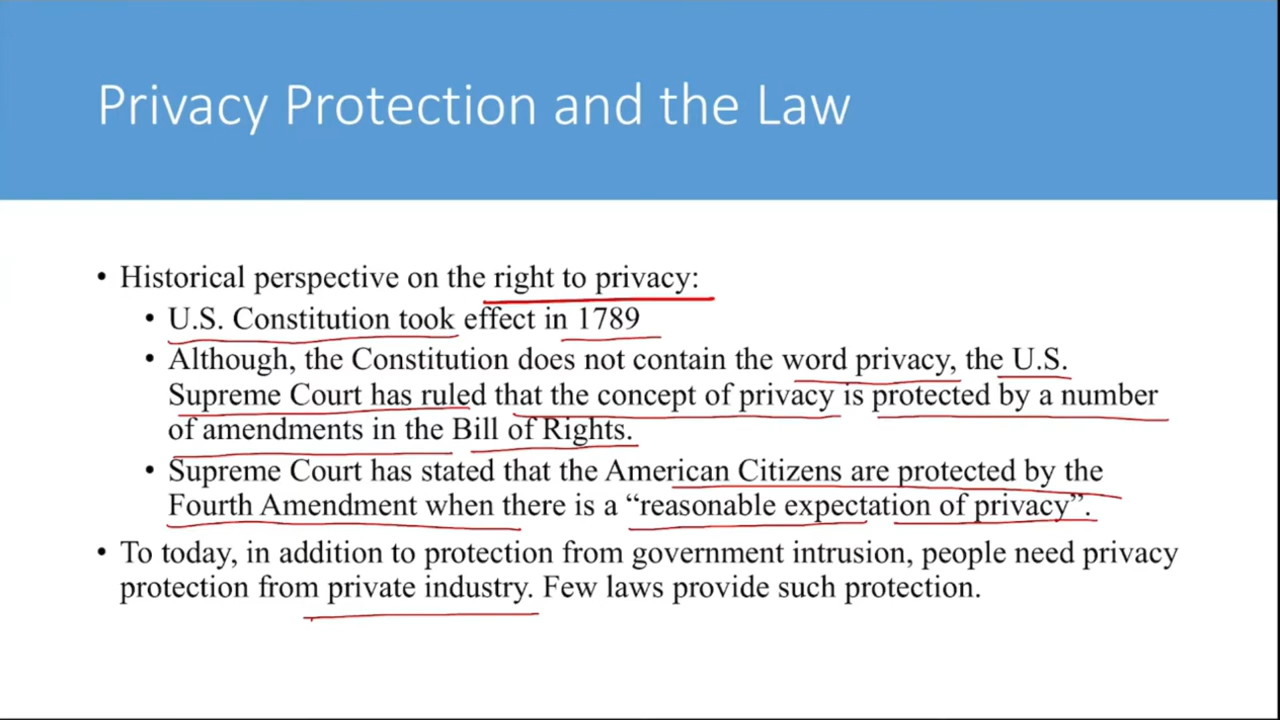 Privacy Protection and the Law
• Historical perspective on the right to privacy:
• U.S. Constitution took effect in 1789
• Although, the Constitution does not contain the word privacy, the U.S.
Supreme Court has ruled that the concept of privacy is protected by a number
of amendments in the Bill of Rights.
• Supreme Court has stated that the American Citizens are protected by the
Fourth Amendment when there is a “reasonable expectation of privacy”.
• To today, in addition to protection from government intrusion, people need privacy
protection from private industry. Few laws provide such protection.